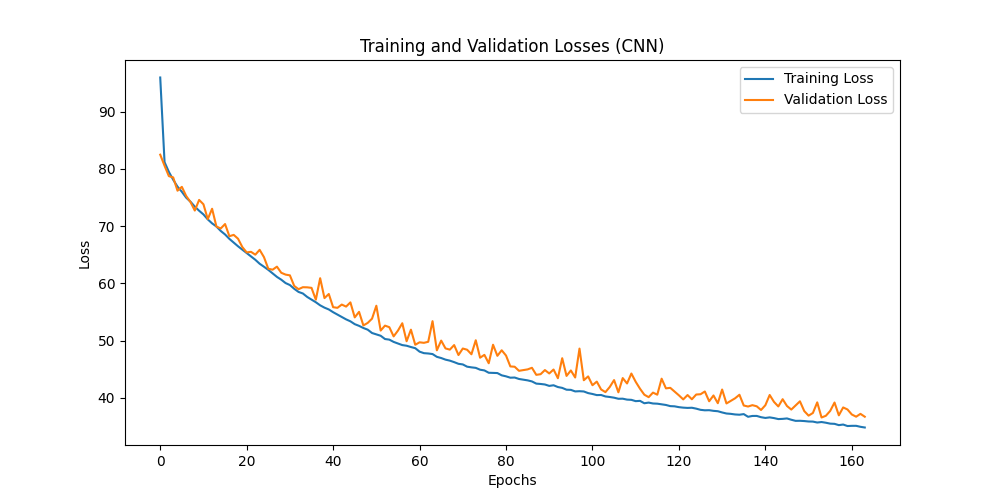 Training and Validation Losses (CNN)
Training Loss
Validation Loss
Loss
90
80
70
60
50
40
0 20 40 60 80 100 120 140 160
Epochs